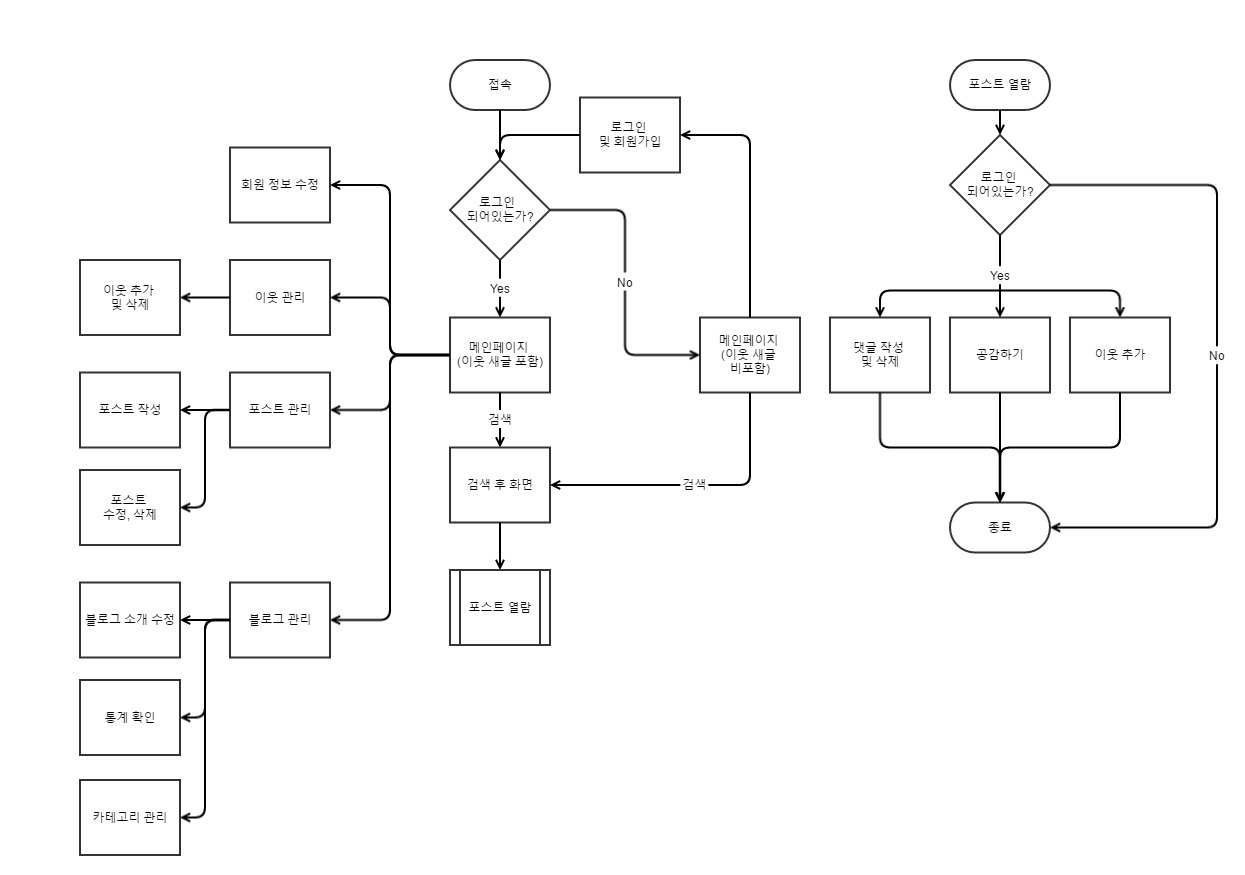 접속
포스트 열람
로그인
및 회원가입
회원 정보 수정
로그인
되어있는가?
로그인
되어있는가?
Yes
No
Yes
이웃 추가
및 삭제
이웃 관리
메인페이지
(이웃 새글 포함)
메인페이지
(이웃 새글
비포함)
댓글 작성
및 삭제
공감하기
이웃 추가
No
포스트 작성
포스트 관리
검색
포스트
수정, 삭제
검색 후 화면
검색
종료
블로그 소개 수정
블로그 관리
포스트 열람
통계 확인
카테고리 관리